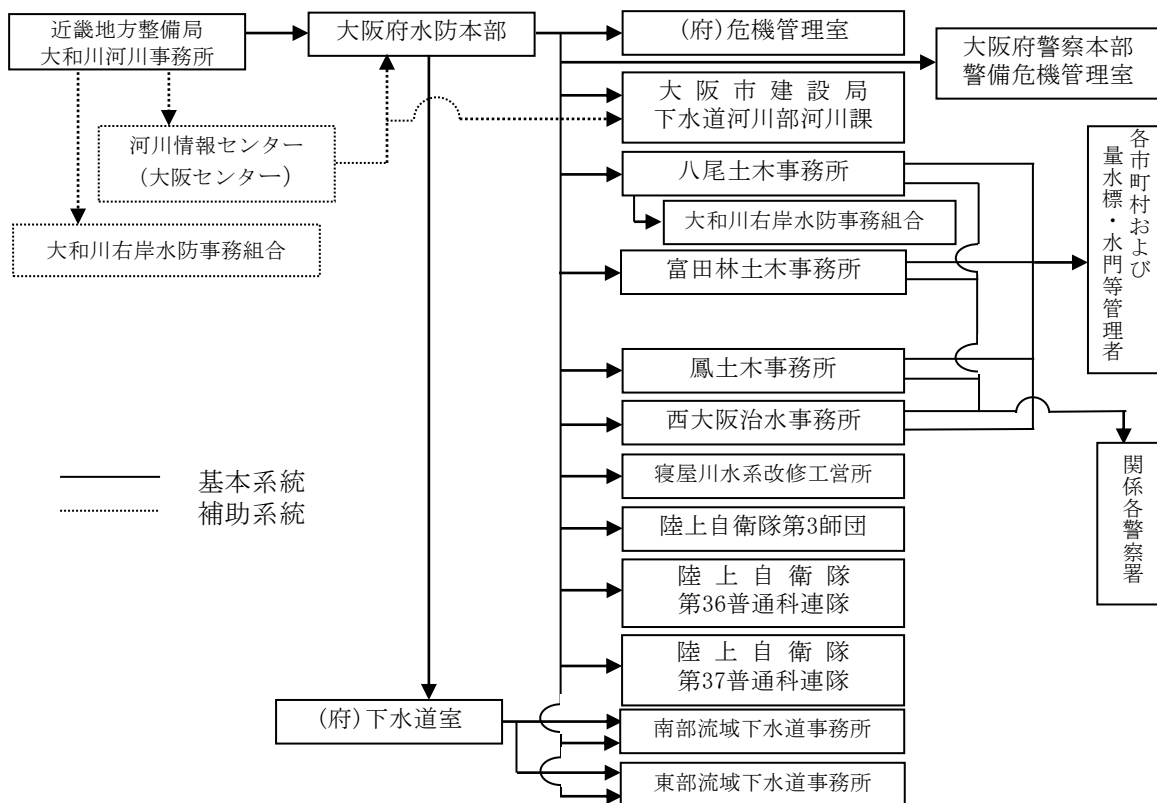 近畿地方整備局
大和川河川事務所
大阪府水防本部
(府)危機管理室
大阪府警察本部
警備危機管理室
大阪市建設局
下水道河川部河川課
河川情報センター
(大阪センター)
八尾土木事務所
大和川右岸水防事務組合
大和川右岸水防事務組合
富田林土木事務所
各市町村および
量水標・水門等管理者
鳳土木事務所
西大阪治水事務所
関係各警察署
寝屋川水系改修工営所
基本系統
補助系統
陸上自衛隊第3師団
陸上自衛隊
第36普通科連隊
陸上自衛隊
第37普通科連隊
(府)下水道室
南部流域下水道事務所
東部流域下水道事務所